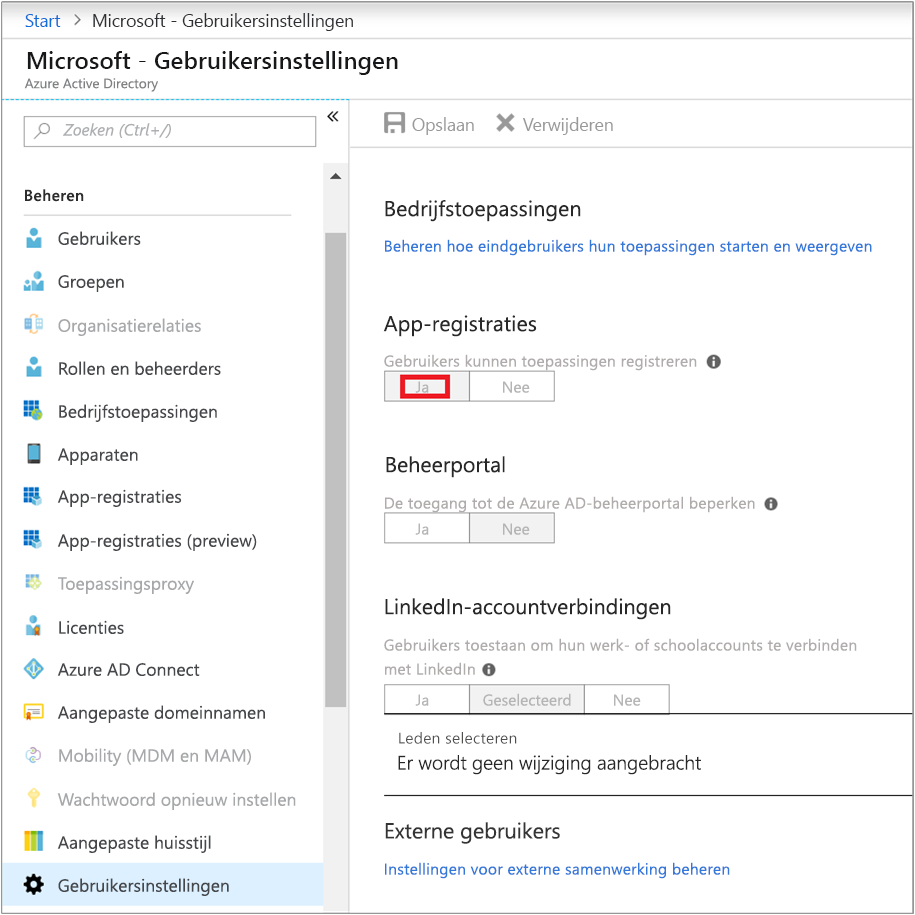 Start > Microsoft - Gebruikersinstellingen
Microsoft - Gebruikersinstellingen
Azure Active Directory
Zoeken (Ctrl+/)
Beheren
Gebruikers
Groepen
Organisatierelaties
Rollen en beheerders
Bedrijfstoepassingen
Apparaten
App-registraties
App-registraties (preview)
Toepassingsproxy
Licenties
Azure AD Connect
Aangepaste domeinnamen
Mobility (MDM en MAM)
Wachtwoord opnieuw instellen
Aangepaste huisstijl
Gebruikersinstellingen
Opslaan Verwijderen
Bedrijfstoepassingen
Beheren hoe eindgebruikers hun toepassingen starten en weergeven
App-registraties
Gebruikers kunnen toepassingen registreren
Ja Nee
Beheerportal
De toegang tot de Azure AD-beheerportal beperken
Ja Nee
LinkedIn-accountverbindingen
Gebruikers toestaan om hun werk- of schoolaccounts te verbinden
met LinkedIn
Ja Geselecteerd Nee
Leden selecteren
Er wordt geen wijziging aangebracht
Externe gebruikers
Instellingen voor externe samenwerking beheren